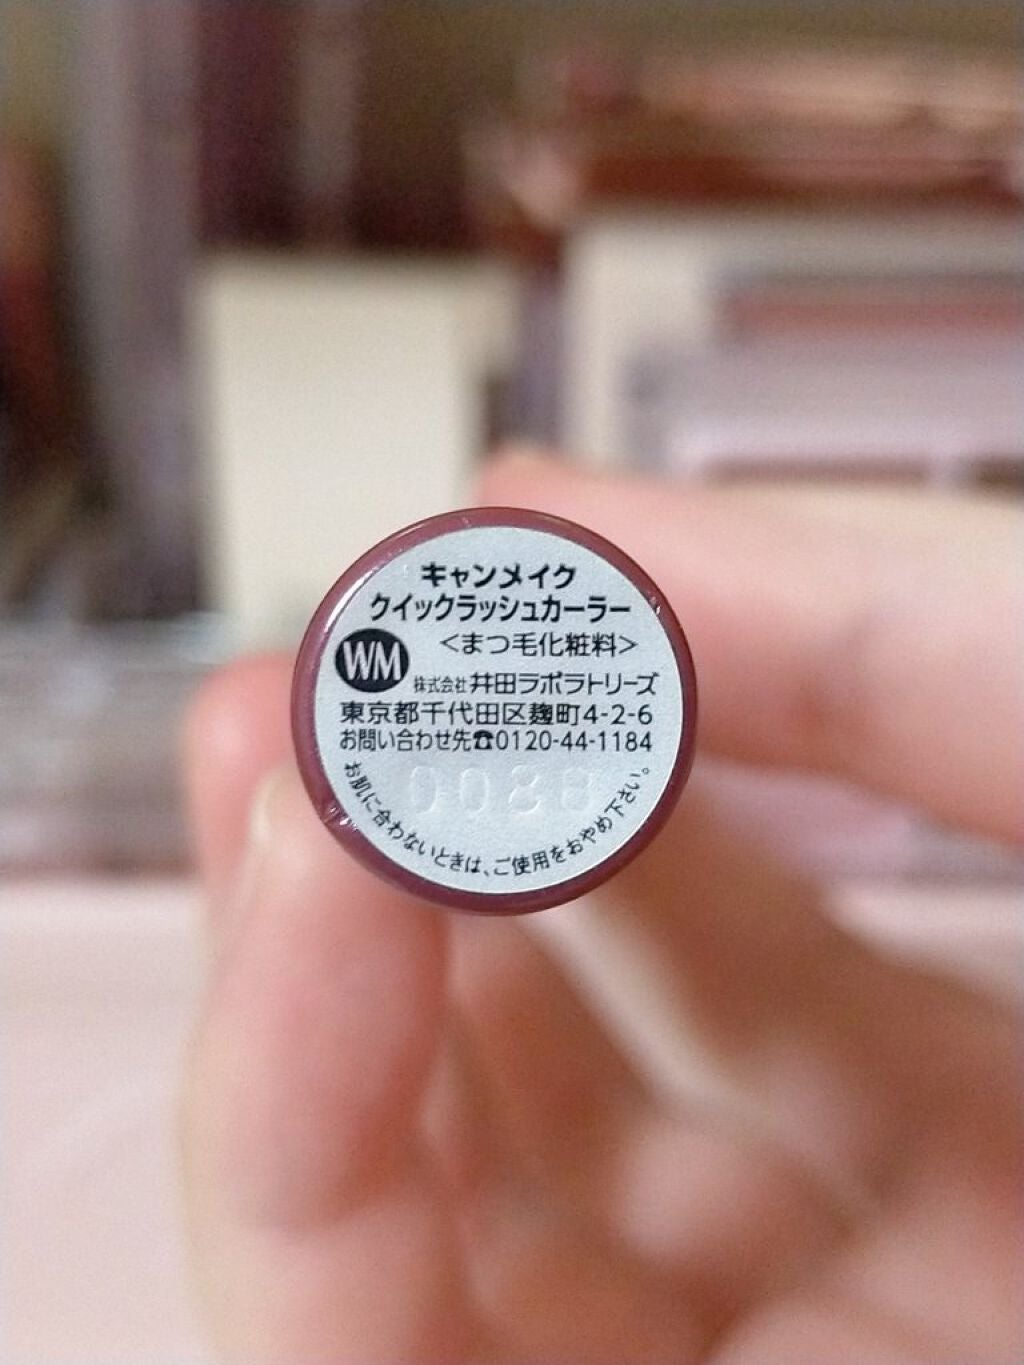 キャンメイク
クイックラッシュカーラー
<まつ毛化粧料>
WM
株式会社井田ラボラトリーズ
東京都千代田区麹町4-2-6
お問い合わせ先☎0120-44-1184
お肌に合わないときは、ご使用をおやめ下さい。